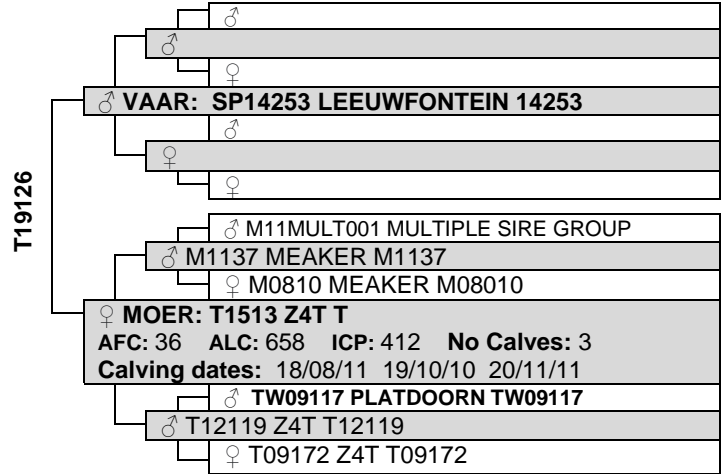 ♂
♂
♀
♂ VAAR: SP14253 LEEUWFONTEIN 14253
♂
♀
♀
T19126
♂ M11MULT001 MULTIPLE SIRE GROUP
♂ M1137 MEAKER M1137
♀ M0810 MEAKER M08010
♀ MOER: T1513 Z4T T
AFC: 36 ALC: 658 ICP: 412 No Calves: 3
Calving dates: 18/08/11 19/10/10 20/11/11
♂ TW09117 PLATDOORN TW09117
♂ T12119 Z4T T12119
♀ T09172 Z4T T09172